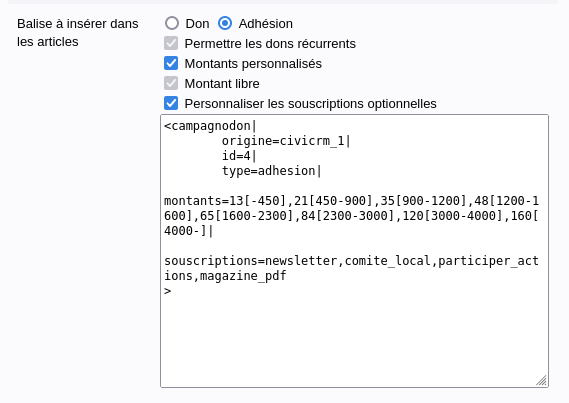 Balise à insérer dans
les articles
Don Adhésion
Permettre les dons récurrents
Montants personnalisés
Montant libre
Personnaliser les souscriptions optionnelles
<campagnodon|
origine=civicrm_1|
id=4|
type=adhesion|
montants=13[-450],21[450-900],35[900-1200],48[1200-1
600],65[1600-2300],84[2300-3000],120[3000-4000],160[
4000-]|
souscriptions=newsletter,comite_local,participer_act
ions,magazine_pdf
>